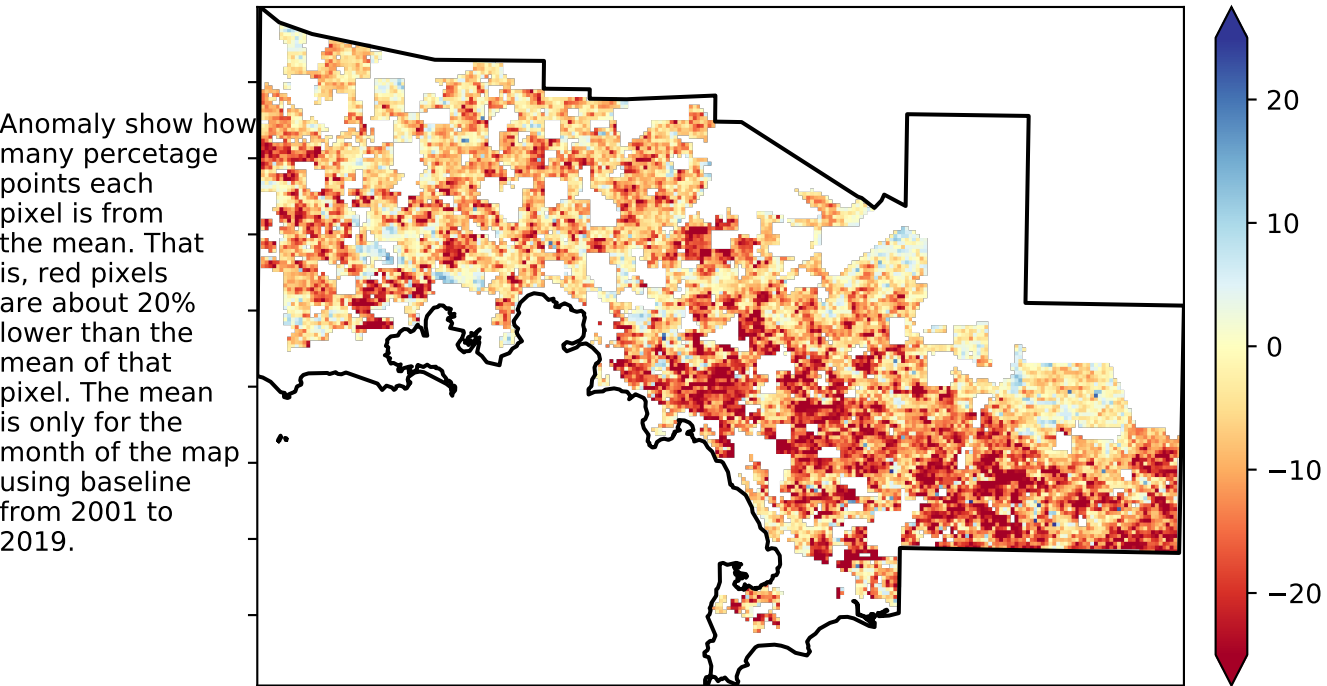 Anomaly show how
many percetage
points each
pixel is from
the mean. That
is, red pixels
are about 20%
lower than the
mean of that
pixel. The mean
is only for the
month of the map
using baseline
from 2001 to
2019.
20
10
0
−10
−20